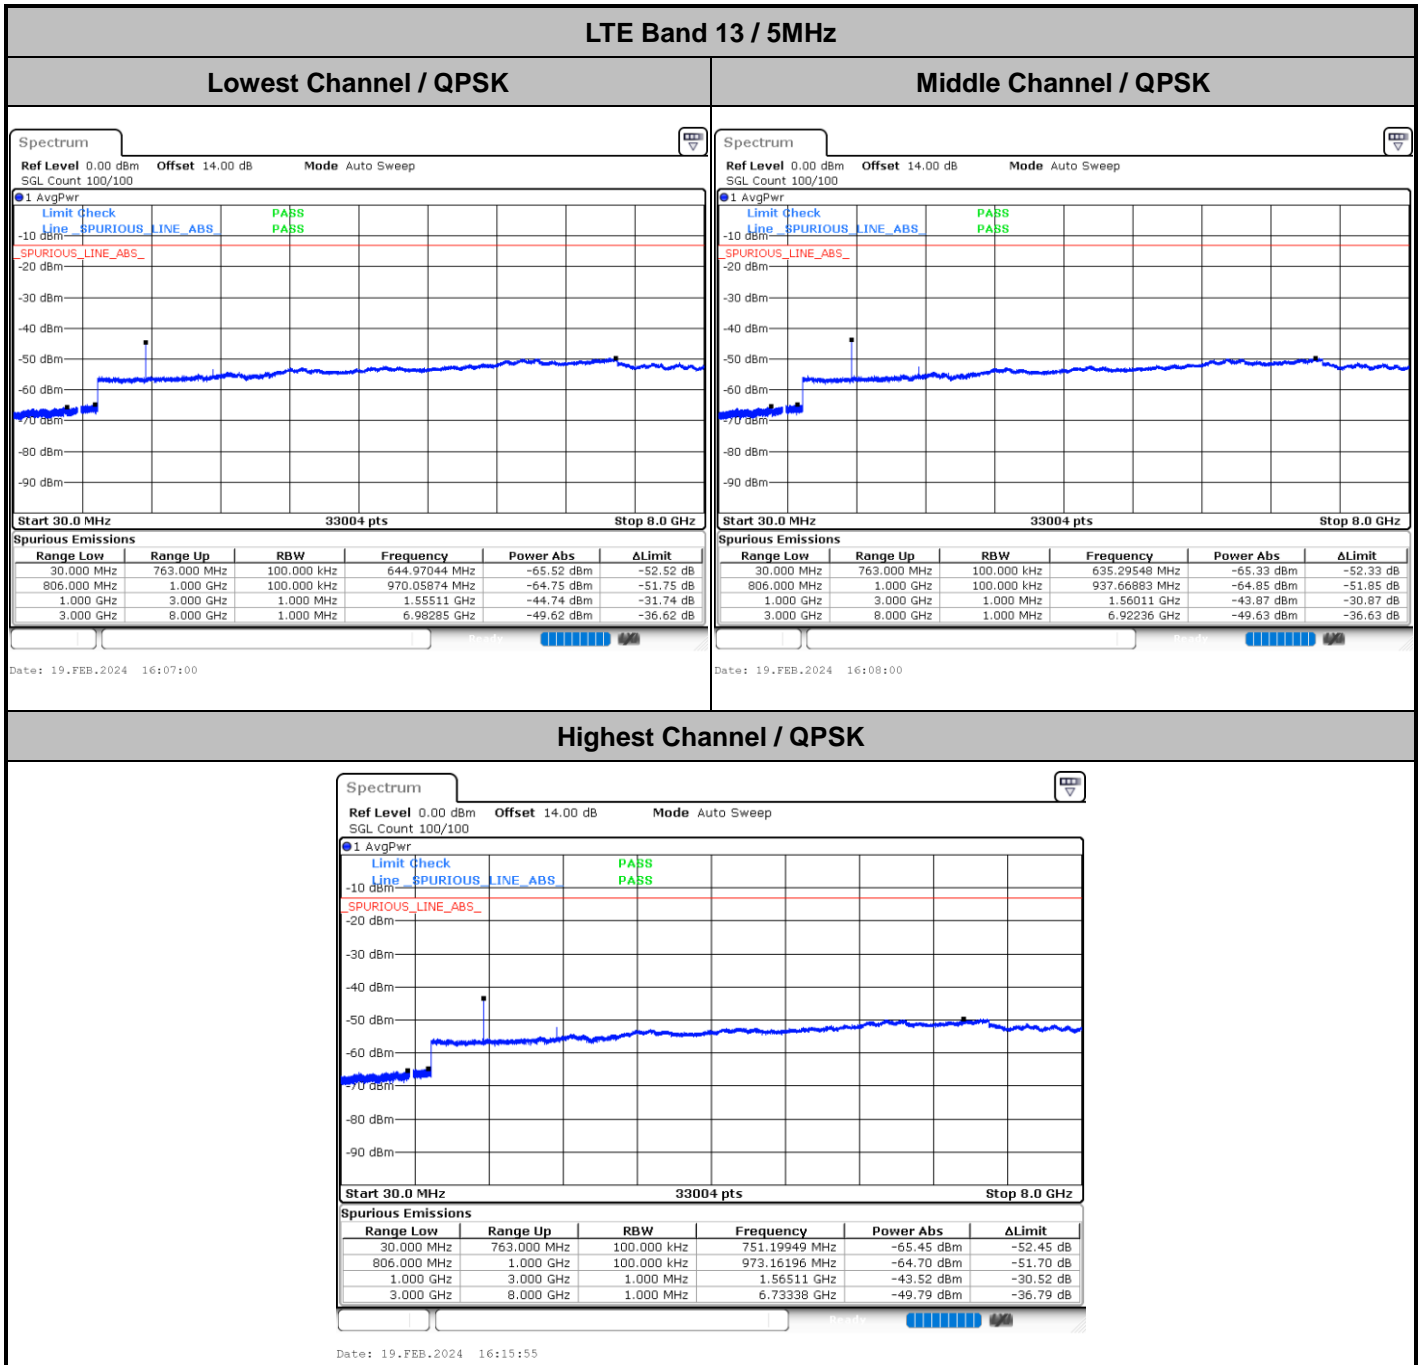 LTE Band 13 / 5MHz
Lowest Channel / QPSK
Middle Channel / QPSK
Spectrum
Ref Level 0.00 dBm Offset 14.00 dB Mode Auto Sweep
SGL Count 100/100
1 AvgPwr
Limit Check PASS
Line _SPURIOUS_LINE_ABS_ PASS
-10 dBm
_SPURIOUS_LINE_ABS_
-20 dBm
-30 dBm
-40 dBm
-50 dBm
-60 dBm
-70 dBm
-80 dBm
-90 dBm
Start 30.0 MHz 33004 pts Stop 8.0 GHz
Spurious Emissions
Range Low Range Up RBW Frequency Power Abs ΔLimit
30.000 MHz 763.000 MHz 100.000 kHz 644.97044 MHz -65.52 dBm -52.52 dB
806.000 MHz 1.000 GHz 100.000 kHz 970.05874 MHz -64.75 dBm -51.75 dB
1.000 GHz 3.000 GHz 1.000 MHz 1.55511 GHz -44.74 dBm -31.74 dB
3.000 GHz 8.000 GHz 1.000 MHz 6.98285 GHz -49.62 dBm -36.62 dB
Ready
Date: 19.FEB.2024 16:07:00
Spectrum
Ref Level 0.00 dBm Offset 14.00 dB Mode Auto Sweep
SGL Count 100/100
1 AvgPwr
Limit Check PASS
Line _SPURIOUS_LINE_ABS_ PASS
-10 dBm
_SPURIOUS_LINE_ABS_
-20 dBm
-30 dBm
-40 dBm
-50 dBm
-60 dBm
-70 dBm
-80 dBm
-90 dBm
Start 30.0 MHz 33004 pts Stop 8.0 GHz
Spurious Emissions
Range Low Range Up RBW Frequency Power Abs ΔLimit
30.000 MHz 763.000 MHz 100.000 kHz 635.29548 MHz -65.33 dBm -52.33 dB
806.000 MHz 1.000 GHz 100.000 kHz 937.66883 MHz -64.85 dBm -51.85 dB
1.000 GHz 3.000 GHz 1.000 MHz 1.56011 GHz -43.87 dBm -30.87 dB
3.000 GHz 8.000 GHz 1.000 MHz 6.92236 GHz -49.63 dBm -36.63 dB
Ready
Date: 19.FEB.2024 16:08:00
Highest Channel / QPSK
Spectrum
Ref Level 0.00 dBm Offset 14.00 dB Mode Auto Sweep
SGL Count 100/100
1 AvgPwr
Limit Check PASS
Line _SPURIOUS_LINE_ABS_ PASS
-10 dBm
_SPURIOUS_LINE_ABS_
-20 dBm
-30 dBm
-40 dBm
-50 dBm
-60 dBm
-70 dBm
-80 dBm
-90 dBm
Start 30.0 MHz 33004 pts Stop 8.0 GHz
Spurious Emissions
Range Low Range Up RBW Frequency Power Abs ΔLimit
30.000 MHz 763.000 MHz 100.000 kHz 751.19949 MHz -65.45 dBm -52.45 dB
806.000 MHz 1.000 GHz 100.000 kHz 973.16196 MHz -64.70 dBm -51.70 dB
1.000 GHz 3.000 GHz 1.000 MHz 1.56511 GHz -43.52 dBm -30.52 dB
3.000 GHz 8.000 GHz 1.000 MHz 6.73338 GHz -49.79 dBm -36.79 dB
Ready
Date: 19.FEB.2024 16:15:55